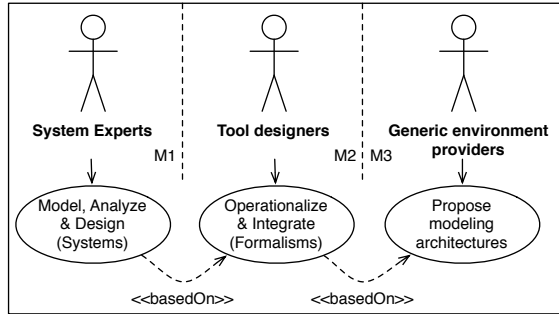 System Experts
Tool designers
Generic environment
providers
M1
M2
M3
Model, Analyze
& Design
(Systems)
Operationalize
& Integrate
(Formalisms)
Propose
modeling
architectures
<<basedOn>>
<<basedOn>>